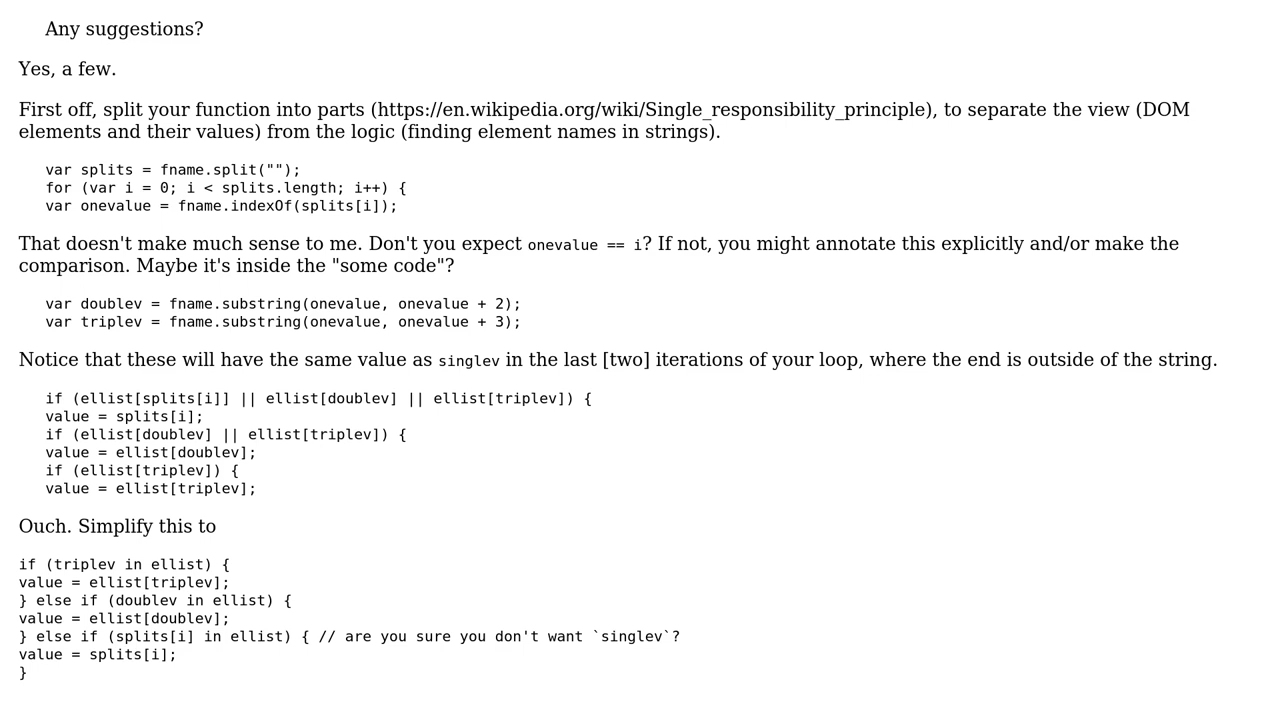 Any suggestions?
Yes, a few.
First off, split your function into parts (https://en.wikipedia.org/wiki/Single_responsibility_principle), to separate the view (DOM
elements and their values) from the logic (finding element names in strings).
var splits = fname.split("");
for (var i = 0; i < splits.length; i++) {
var onevalue = fname.indexOf(splits[i]);
That doesn't make much sense to me. Don't you expect onevalue == i? If not, you might annotate this explicitly and/or make the
comparison. Maybe it's inside the "some code"?
var doublev = fname.substring(onevalue, onevalue + 2);
var triplev = fname.substring(onevalue, onevalue + 3);
Notice that these will have the same value as singlev in the last [two] iterations of your loop, where the end is outside of the string.
if (ellist[splits[i]] || ellist[doublev] || ellist[triplev]) {
value = splits[i];
if (ellist[doublev] || ellist[triplev]) {
value = ellist[doublev];
if (ellist[triplev]) {
value = ellist[triplev];
Ouch. Simplify this to
if (triplev in ellist) {
value = ellist[triplev];
} else if (doublev in ellist) {
value = ellist[doublev];
} else if (splits[i] in ellist) { // are you sure you don't want `singlev`?
value = splits[i];
}